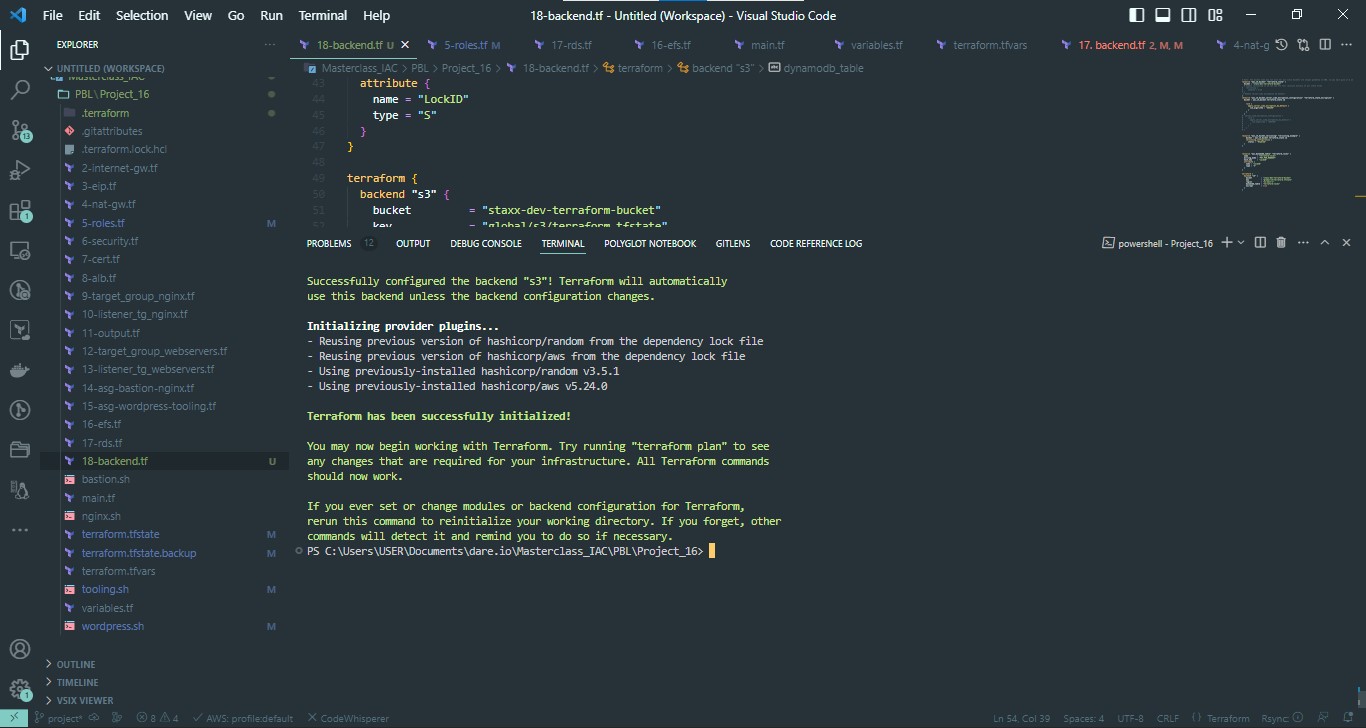 File Edit Selection View Go Run Terminal Help 18-backend.tf - Untitled (Workspace) - Visual Studio Code
EXPLORER
UNTITLED (WORKSPACE)
Masterclass_IAC
PBL\Project_16
.terraform
.gitattributes
.terraform.lock.hcl
2-internet-gw.tf
3-eip.tf
4-nat-gw.tf
5-roles.tf M
6-security.tf
7-cert.tf
8-alb.tf
9-target_group_nginx.tf
10-listener_tg_nginx.tf
11-output.tf
12-target_group_webservers.tf
13-listener_tg_webservers.tf
14-asg-bastion-nginx.tf
15-asg-wordpress-tooling.tf
16-efs.tf
17-rds.tf
18-backend.tf U
bastion.sh
main.tf
nginx.sh
terraform.tfstate M
terraform.tfstate.backup M
terraform.tfvars
tooling.sh M
variables.tf
wordpress.sh M
OUTLINE
TIMELINE
VSIX VIEWER
13
1
1
18-backend.tf U 5-roles.tf M 17-rds.tf 16-efs.tf main.tf variables.tf terraform.tfvars 17. backend.tf 2, M, M 4-nat-g
Masterclass_IAC > PBL > Project_16 > 18-backend.tf > terraform > backend "s3" > dynamodb_table
43 attribute {
44 name = "LockID"
45 type = "S"
46 }
47 }
48
49 terraform {
50 backend "s3" {
51 bucket = "staxx-dev-terraform-bucket"
52 key = "global/s3/terraform.tfstate"
PROBLEMS 12 OUTPUT DEBUG CONSOLE TERMINAL POLYGLOT NOTEBOOK GITLENS CODE REFERENCE LOG powershell - Project_16
Successfully configured the backend "s3"! Terraform will automatically
use this backend unless the backend configuration changes.
Initializing provider plugins...
- Reusing previous version of hashicorp/random from the dependency lock file
- Reusing previous version of hashicorp/aws from the dependency lock file
- Using previously-installed hashicorp/random v3.5.1
- Using previously-installed hashicorp/aws v5.24.0
Terraform has been successfully initialized!
You may now begin working with Terraform. Try running "terraform plan" to see
any changes that are required for your infrastructure. All Terraform commands
should now work.
If you ever set or change modules or backend configuration for Terraform,
rerun this command to reinitialize your working directory. If you forget, other
commands will detect it and remind you to do so if necessary.
PS C:\Users\USER\Documents\dare.io\Masterclass_IAC\PBL\Project_16>
project* 8 4 AWS: profile:default CodeWhisperer Ln 54, Col 39 Spaces: 4 UTF-8 CRLF Terraform Rsync: